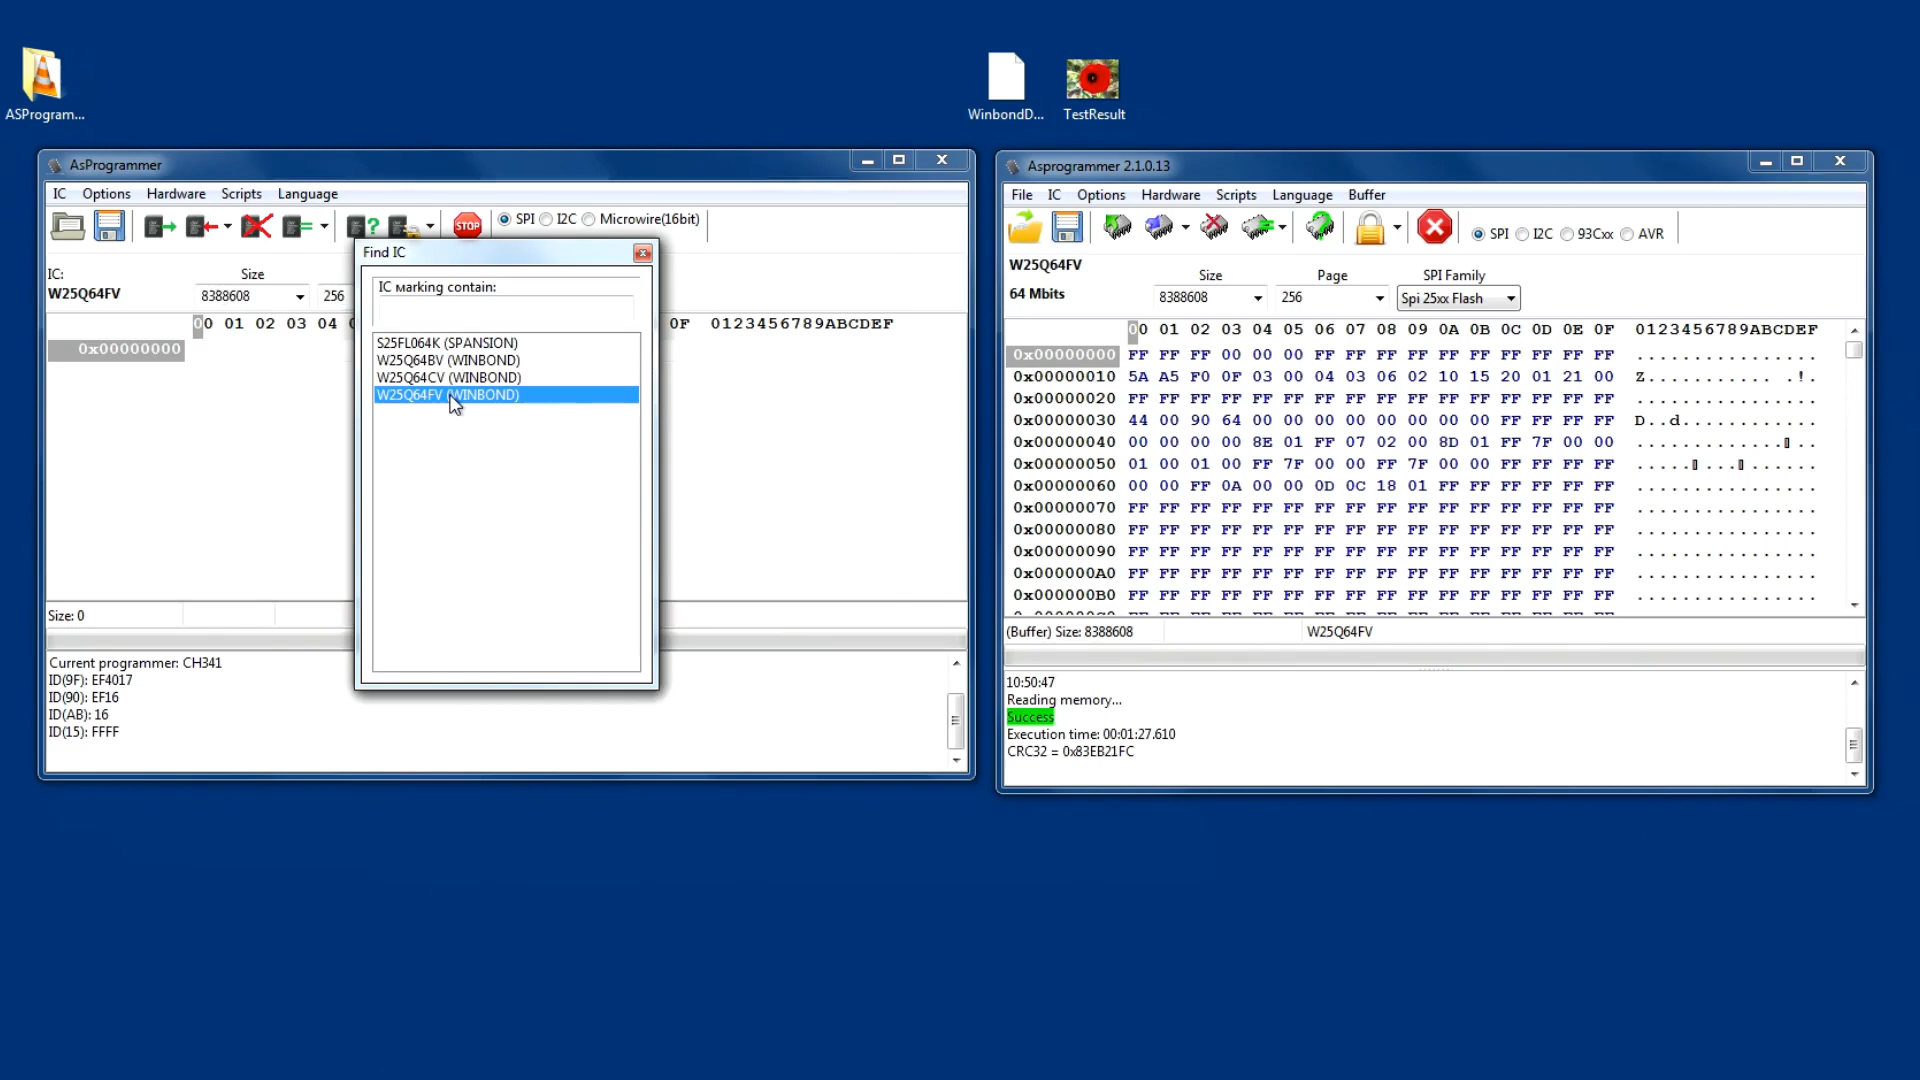 ASProgram...
WinbondD...
TestResult
AsProgrammer
IC Options Hardware Scripts Language
STOP
SPI I2C Microwire(16bit)
IC:
Size
W25Q64FV
8388608
256
00 01 02 03 04
0F 0123456789ABCDEF
0x00000000
Size: 0
Current programmer: CH341
ID(9F): EF4017
ID(90): EF16
ID(AB): 16
ID(15): FFFF
Find IC
IC marking contain:
S25FL064K (SPANSION)
W25Q64BV (WINBOND)
W25Q64CV (WINBOND)
W25Q64FV (WINBOND)
Asprogrammer 2.1.0.13
File IC Options Hardware Scripts Language Buffer
SPI I2C 93Cxx AVR
W25Q64FV
Size Page SPI Family
64 Mbits
8388608 256 Spi 25xx Flash
00 01 02 03 04 05 06 07 08 09 0A 0B 0C 0D 0E 0F 0123456789ABCDEF
0x00000000 FF FF FF 00 00 00 FF FF FF FF FF FF FF FF FF FF ................
0x00000010 5A A5 F0 0F 03 00 04 03 06 02 10 15 20 01 21 00 Z........... .!.
0x00000020 FF FF FF FF FF FF FF FF FF FF FF FF FF FF FF FF ................
0x00000030 44 00 90 64 00 00 00 00 00 00 00 00 FF FF FF FF D..d............
0x00000040 00 00 00 00 8E 01 FF 07 02 00 8D 01 FF 7F 00 00 .............▯..
0x00000050 01 00 01 00 FF 7F 00 00 FF 7F 00 00 FF FF FF FF .....▯...▯......
0x00000060 00 00 FF 0A 00 00 0D 0C 18 01 FF FF FF FF FF FF ................
0x00000070 FF FF FF FF FF FF FF FF FF FF FF FF FF FF FF FF ................
0x00000080 FF FF FF FF FF FF FF FF FF FF FF FF FF FF FF FF ................
0x00000090 FF FF FF FF FF FF FF FF FF FF FF FF FF FF FF FF ................
0x000000A0 FF FF FF FF FF FF FF FF FF FF FF FF FF FF FF FF ................
0x000000B0 FF FF FF FF FF FF FF FF FF FF FF FF FF FF FF FF ................
(Buffer) Size: 8388608
W25Q64FV
10:50:47
Reading memory...
Success
Execution time: 00:01:27.610
CRC32 = 0x83EB21FC